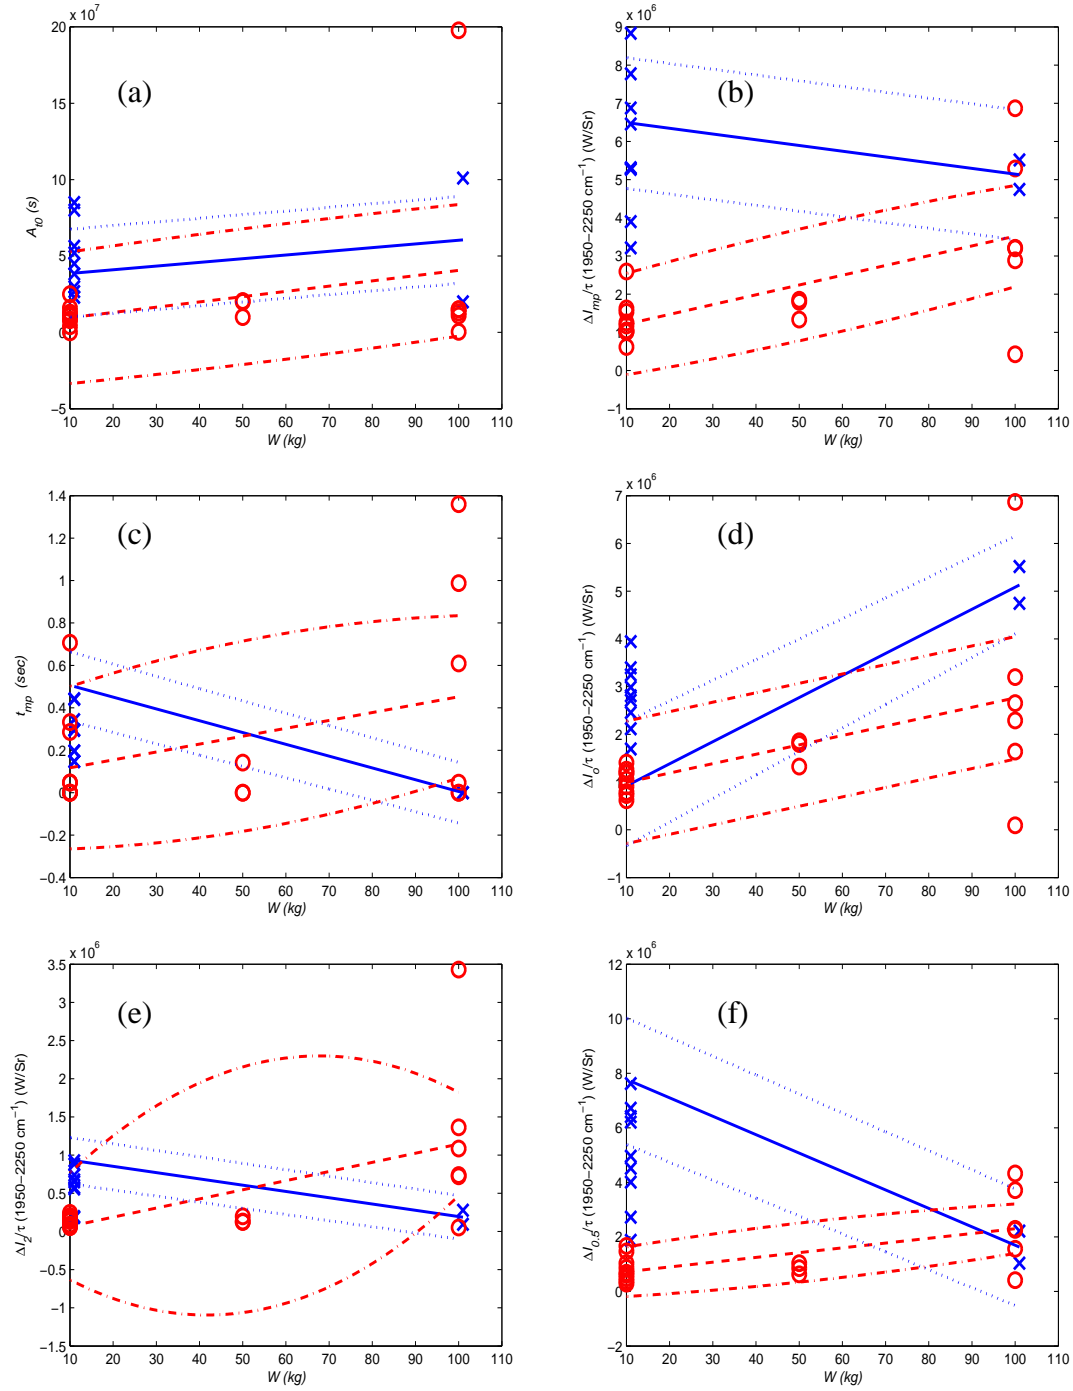 x 10^7
20
15
10
5
0
−5
10 20 30 40 50 60 70 80 90 100 110
W (kg)
A_{t0} (s)
(a)
x 10^6
9
8
7
6
5
4
3
2
1
0
−1
10 20 30 40 50 60 70 80 90 100 110
W (kg)
ΔI_{mp}/τ (1950−2250 cm^{−1}) (W/Sr)
(b)
1.4
1.2
1
0.8
0.6
0.4
0.2
0
−0.2
−0.4
10 20 30 40 50 60 70 80 90 100 110
W (kg)
t_{mp} (sec)
(c)
x 10^6
7
6
5
4
3
2
1
0
−1
10 20 30 40 50 60 70 80 90 100 110
W (kg)
ΔI_o/τ (1950−2250 cm^{−1}) (W/Sr)
(d)
x 10^6
3.5
3
2.5
2
1.5
1
0.5
0
−0.5
−1
−1.5
10 20 30 40 50 60 70 80 90 100 110
W (kg)
ΔI_2/τ (1950−2250 cm^{−1}) (W/Sr)
(e)
x 10^6
12
10
8
6
4
2
0
−2
10 20 30 40 50 60 70 80 90 100 110
W (kg)
ΔI_{0.5}/τ (1950−2250 cm^{−1}) (W/Sr)
(f)